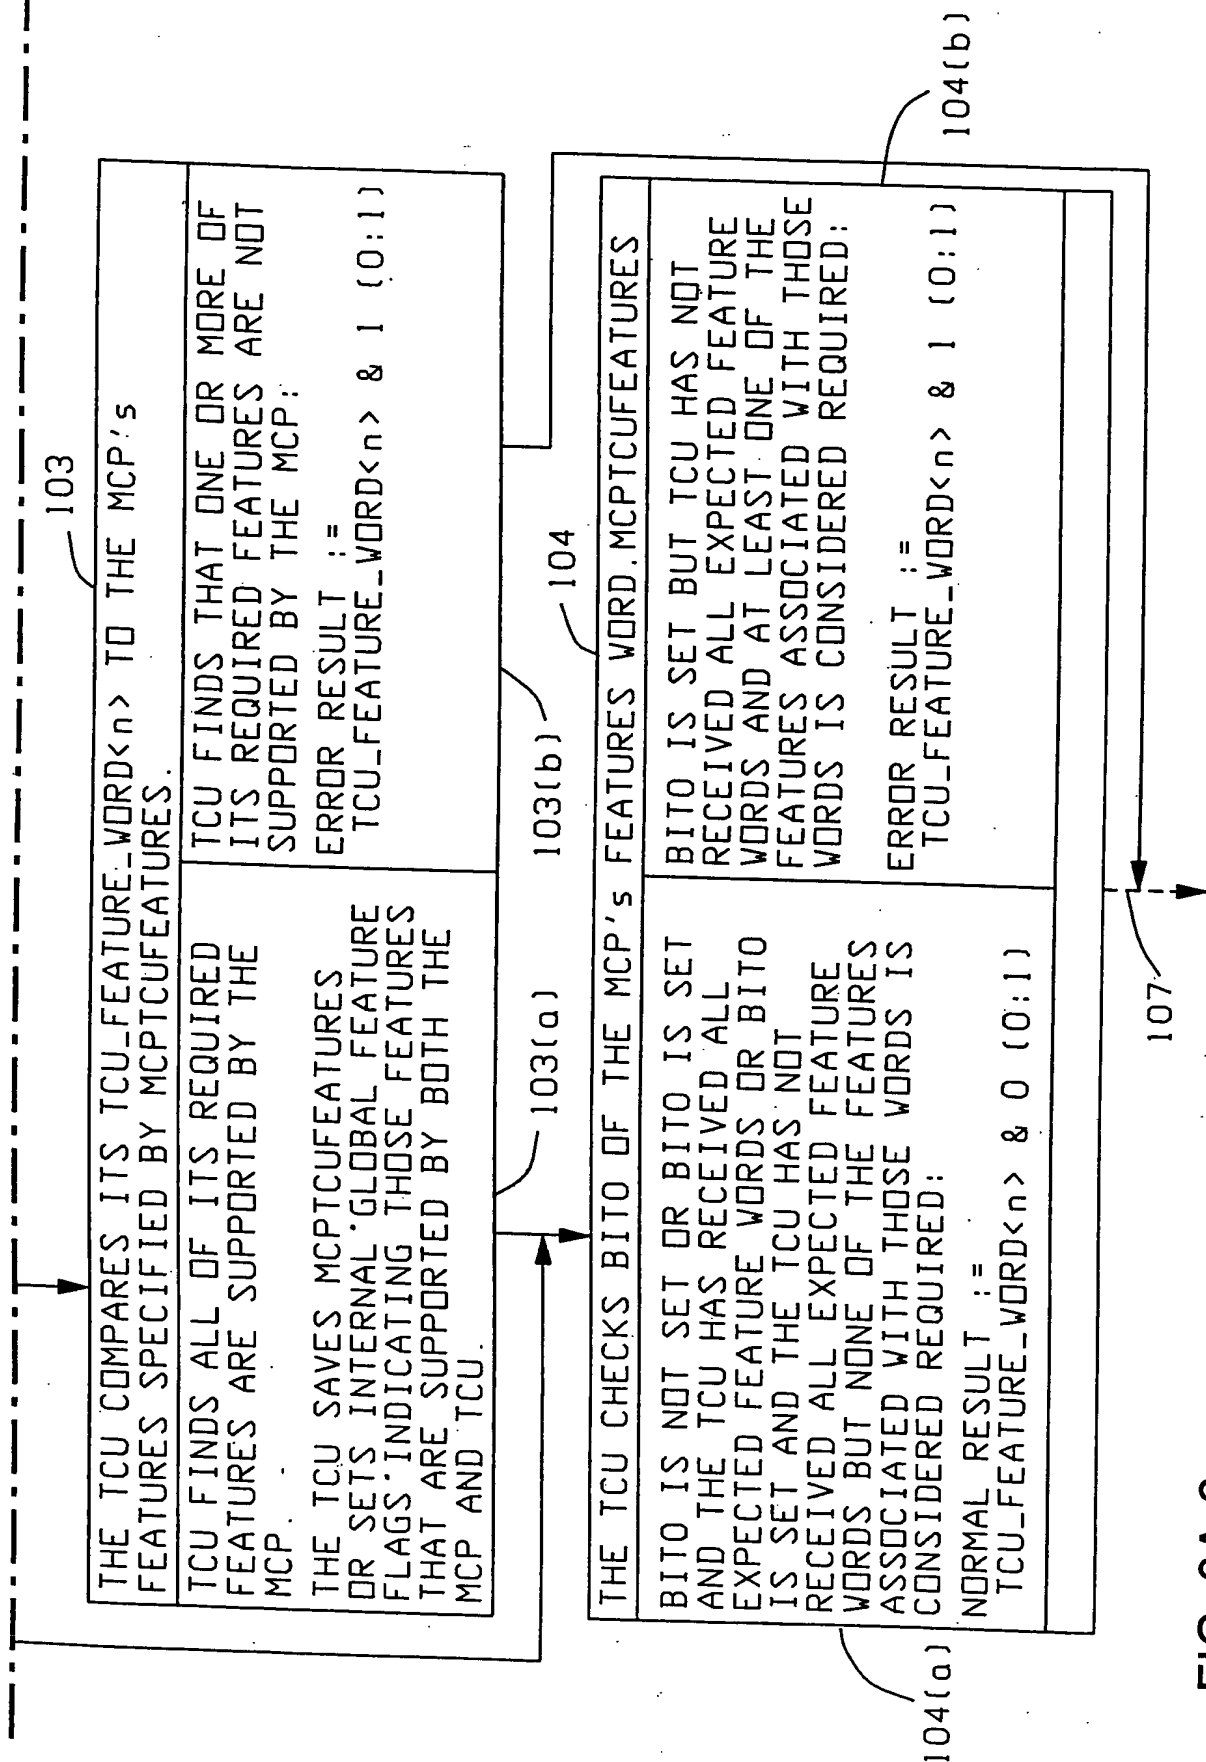 103
THE TCU COMPARES ITS TCU_FEATURE_WORD<n> TO THE MCP's
FEATURES SPECIFIED BY MCPTCUFEATURES.
TCU FINDS ALL OF ITS REQUIRED
FEATURES ARE SUPPORTED BY THE
MCP.
THE TCU SAVES MCPTCUFEATURES
OR SETS INTERNAL GLOBAL FEATURE
FLAGS INDICATING THOSE FEATURES
THAT ARE SUPPORTED BY BOTH THE
MCP AND TCU.
TCU FINDS THAT ONE OR MORE OF
ITS REQUIRED FEATURES ARE NOT
SUPPORTED BY THE MCP:
ERROR RESULT :=
TCU_FEATURE_WORD<n> & 1 (0:1)
103(a)
103(b)
104
THE TCU CHECKS BIT0 OF THE MCP's FEATURES WORD.MCPTCUFEATURES
BIT0 IS NOT SET OR BIT0 IS SET
AND THE TCU HAS RECEIVED ALL
EXPECTED FEATURE WORDS OR BIT0
IS SET AND THE TCU HAS NOT
RECEIVED ALL EXPECTED FEATURE
WORDS BUT NONE OF THE FEATURES
ASSOCIATED WITH THOSE WORDS IS
CONSIDERED REQUIRED:
NORMAL RESULT :=
TCU_FEATURE_WORD<n> & 0 (0:1)
BIT0 IS SET BUT TCU HAS NOT
RECEIVED ALL EXPECTED FEATURE
WORDS AND AT LEAST ONE OF THE
FEATURES ASSOCIATED WITH THOSE
WORDS IS CONSIDERED REQUIRED:
ERROR RESULT :=
TCU_FEATURE_WORD<n> & 1 (0:1)
104(a)
104(b)
107